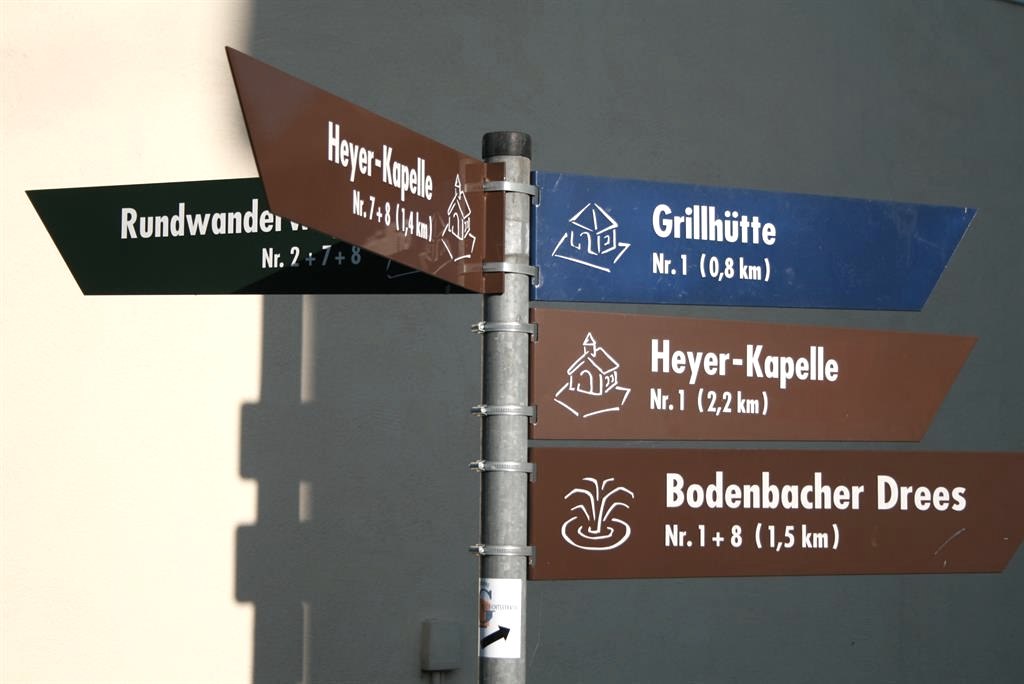 Heyer-Kapelle
Nr. 7 + 8 (1,4 km)
Nr. 2 + 7 + 8
Grillhütte
Nr. 1 (0,8 km)
Heyer-Kapelle
Nr. 1 (2,2 km)
Bodenbacher Drees
Nr. 1 + 8 (1,5 km)
G